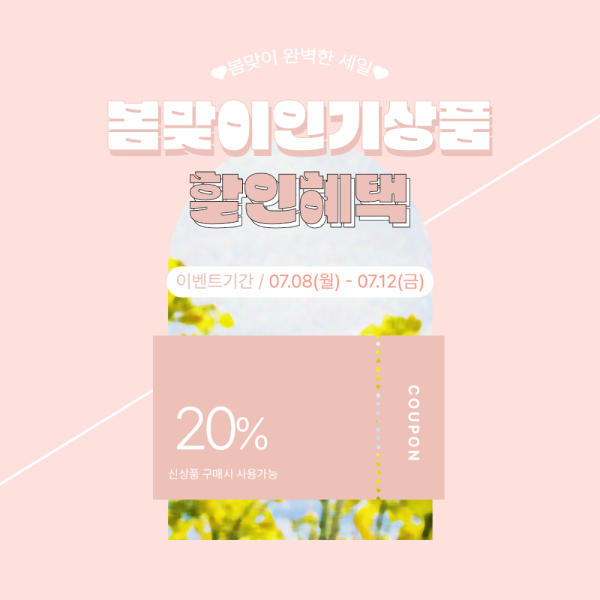 봄맞이 완벽한 세일
봄맞이인기상품
할인혜택
이벤트기간 / 07.08(월) - 07.12(금)
20%
신상품 구매시 사용가능
COUPON